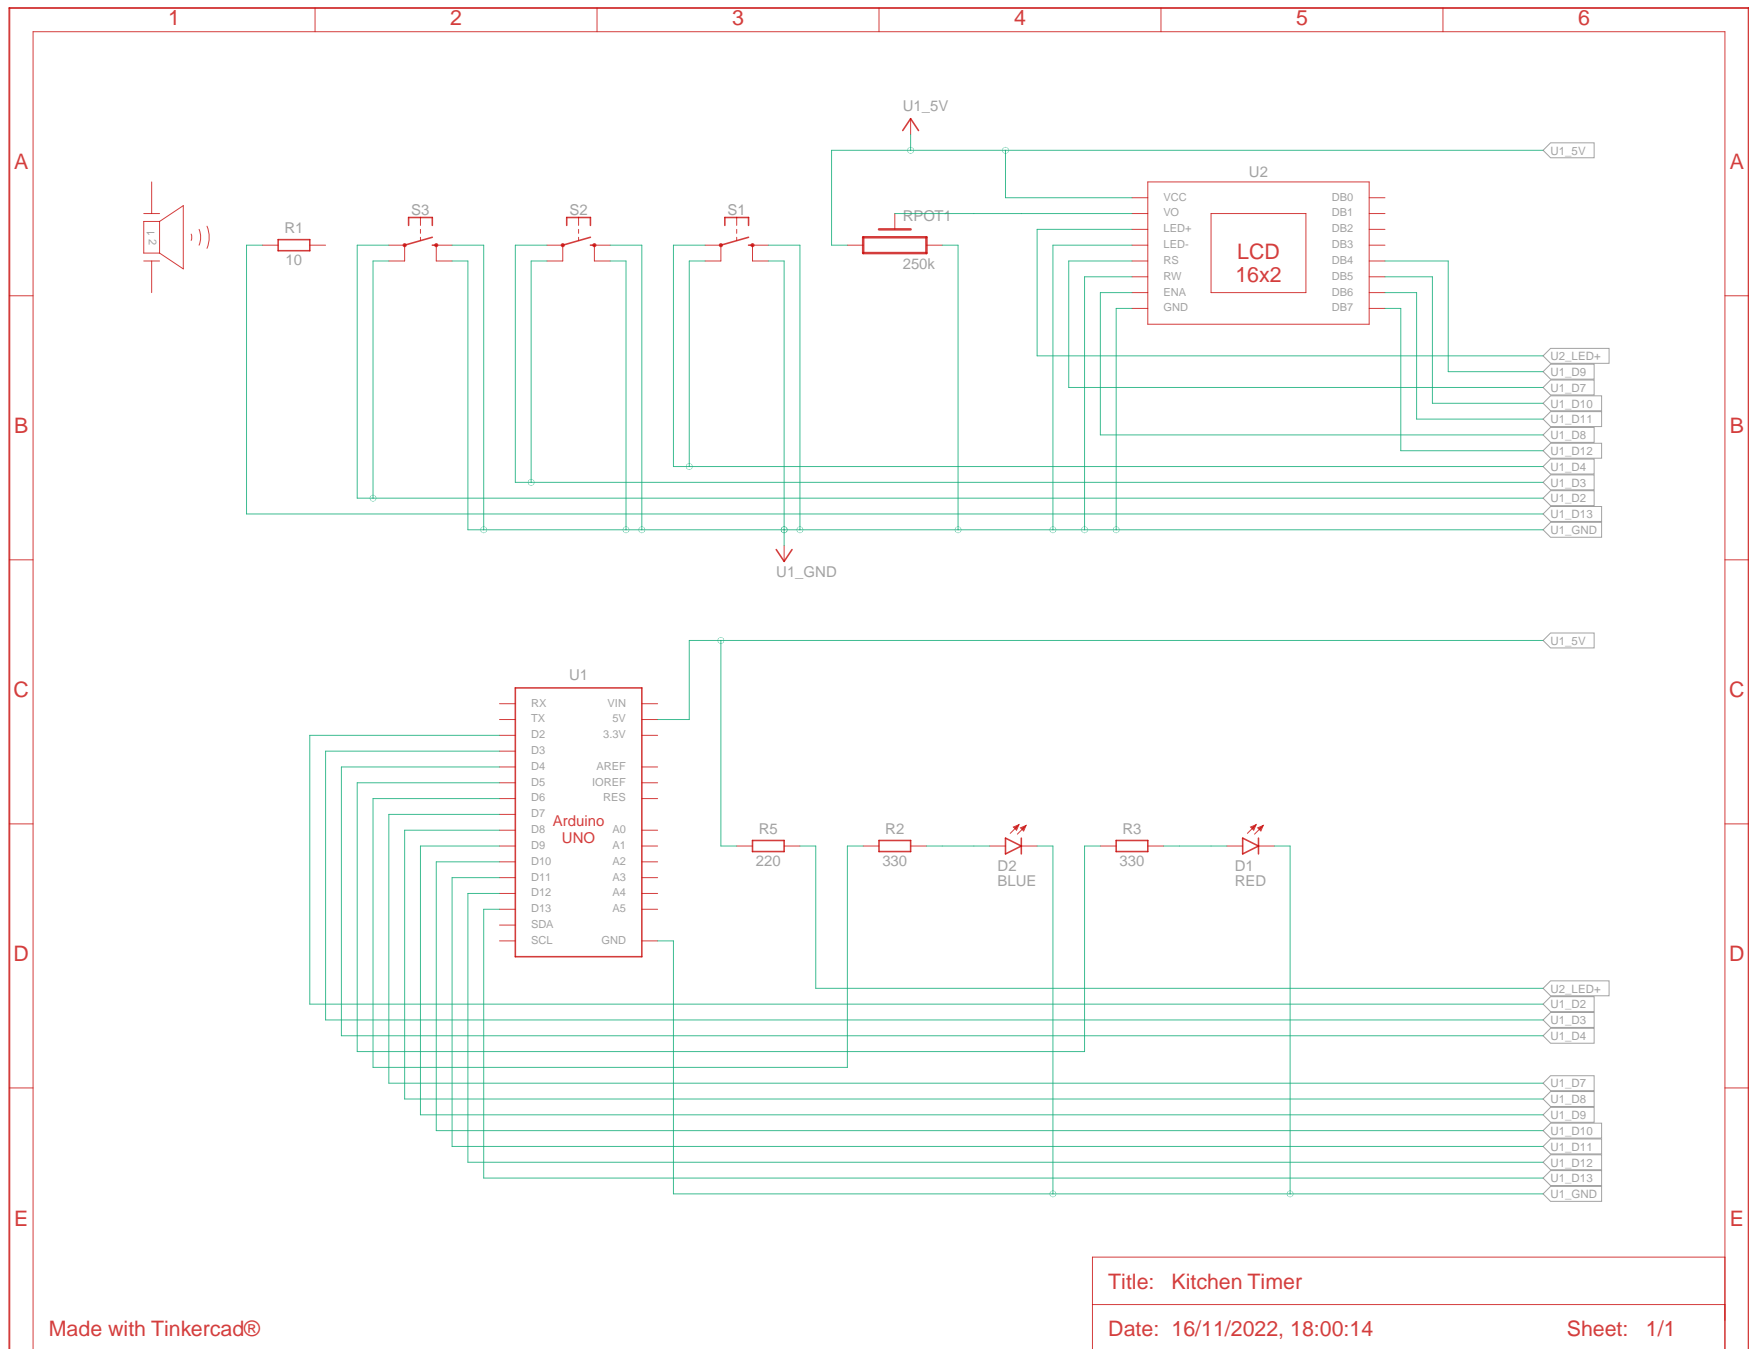 1 2 3 4 5 6
A A
B B
C C
D D
E E
U1_5V
U1_5V
1 2
R1
10
S3
S2
S1
RPOT1
250k
U2
VCC DB0
VO DB1
LED+ DB2
LED- DB3
RS DB4
RW DB5
ENA DB6
GND DB7
LCD
16x2
U2_LED+
U1_D9
U1_D7
U1_D10
U1_D11
U1_D8
U1_D12
U1_D4
U1_D3
U1_D2
U1_D13
U1_GND
U1_GND
U1_5V
U1
RX VIN
TX 5V
D2 3.3V
D3
D4 AREF
D5 IOREF
D6 RES
D7
D8 A0
D9 A1
D10 A2
D11 A3
D12 A4
D13 A5
SDA
SCL GND
Arduino
UNO
R5
220
R2
330
D2
BLUE
R3
330
D1
RED
U2_LED+
U1_D2
U1_D3
U1_D4
U1_D7
U1_D8
U1_D9
U1_D10
U1_D11
U1_D12
U1_D13
U1_GND
Title: Kitchen Timer
Made with Tinkercad®
Date: 16/11/2022, 18:00:14 Sheet: 1/1